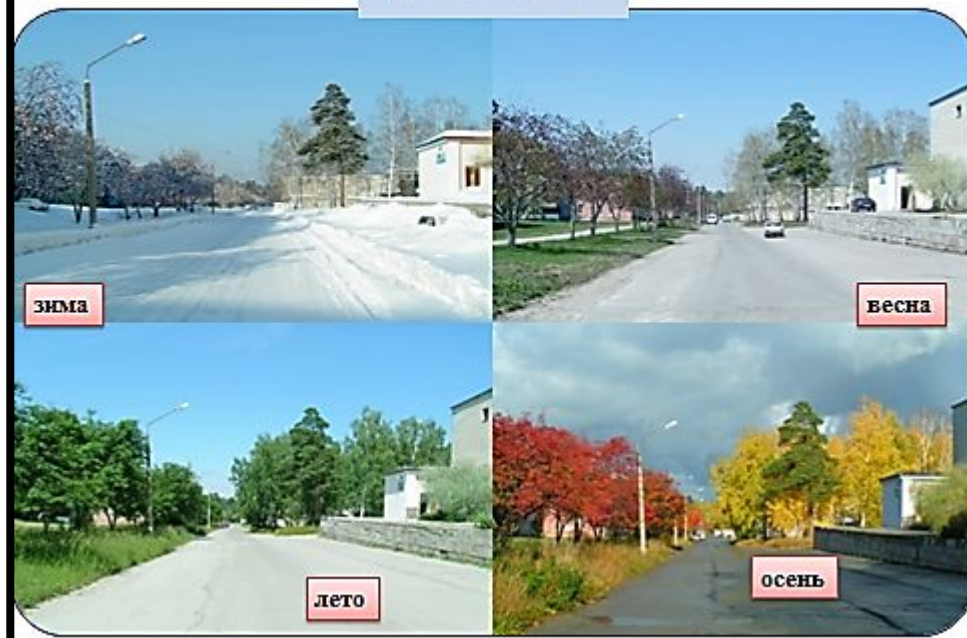 зима
весна
лето
осень